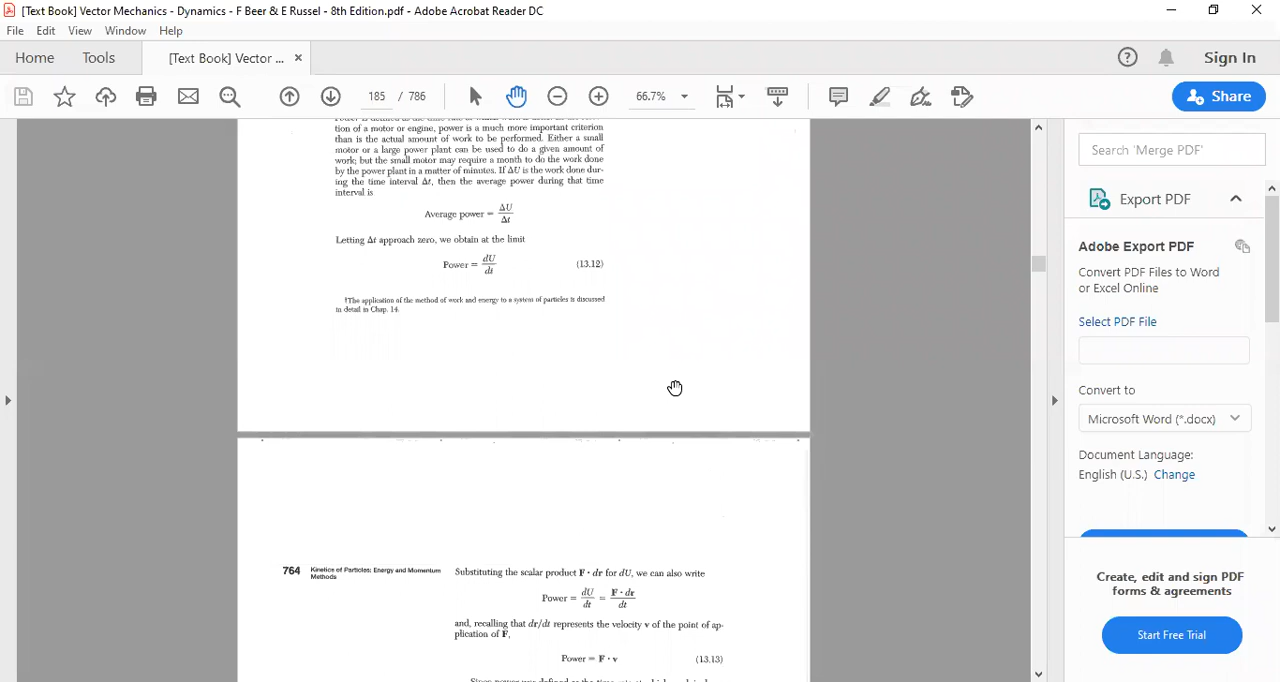 [Text Book] Vector Mechanics - Dynamics - F Beer & E Russel - 8th Edition.pdf - Adobe Acrobat Reader DC
File Edit View Window Help
Home Tools [Text Book] Vector ... ×
Sign In
185 / 786
66.7%
Share
tion of a motor or engine, power is a much more important criterion
than is the actual amount of work to be performed. Either a small
motor or a large power plant can be used to do a given amount of
work; but the small motor may require a month to do the work done
by the power plant in a matter of minutes. If ΔU is the work done dur-
ing the time interval Δt, then the average power during that time
interval is
Average power = ΔU/Δt
Letting Δt approach zero, we obtain at the limit
Power = dU/dt (13.12)
†The application of the method of work and energy to a system of particles is discussed
in detail in Chap. 14.
764 Kinetics of Particles: Energy and Momentum
Methods
Substituting the scalar product F · dr for dU, we can also write
Power = dU/dt = F · dr/dt
and, recalling that dr/dt represents the velocity v of the point of ap-
plication of F,
Power = F · v (13.13)
Search 'Merge PDF'
Export PDF
Adobe Export PDF
Convert PDF Files to Word
or Excel Online
Select PDF File
Convert to
Microsoft Word (*.docx)
Document Language:
English (U.S.) Change
Create, edit and sign PDF
forms & agreements
Start Free Trial